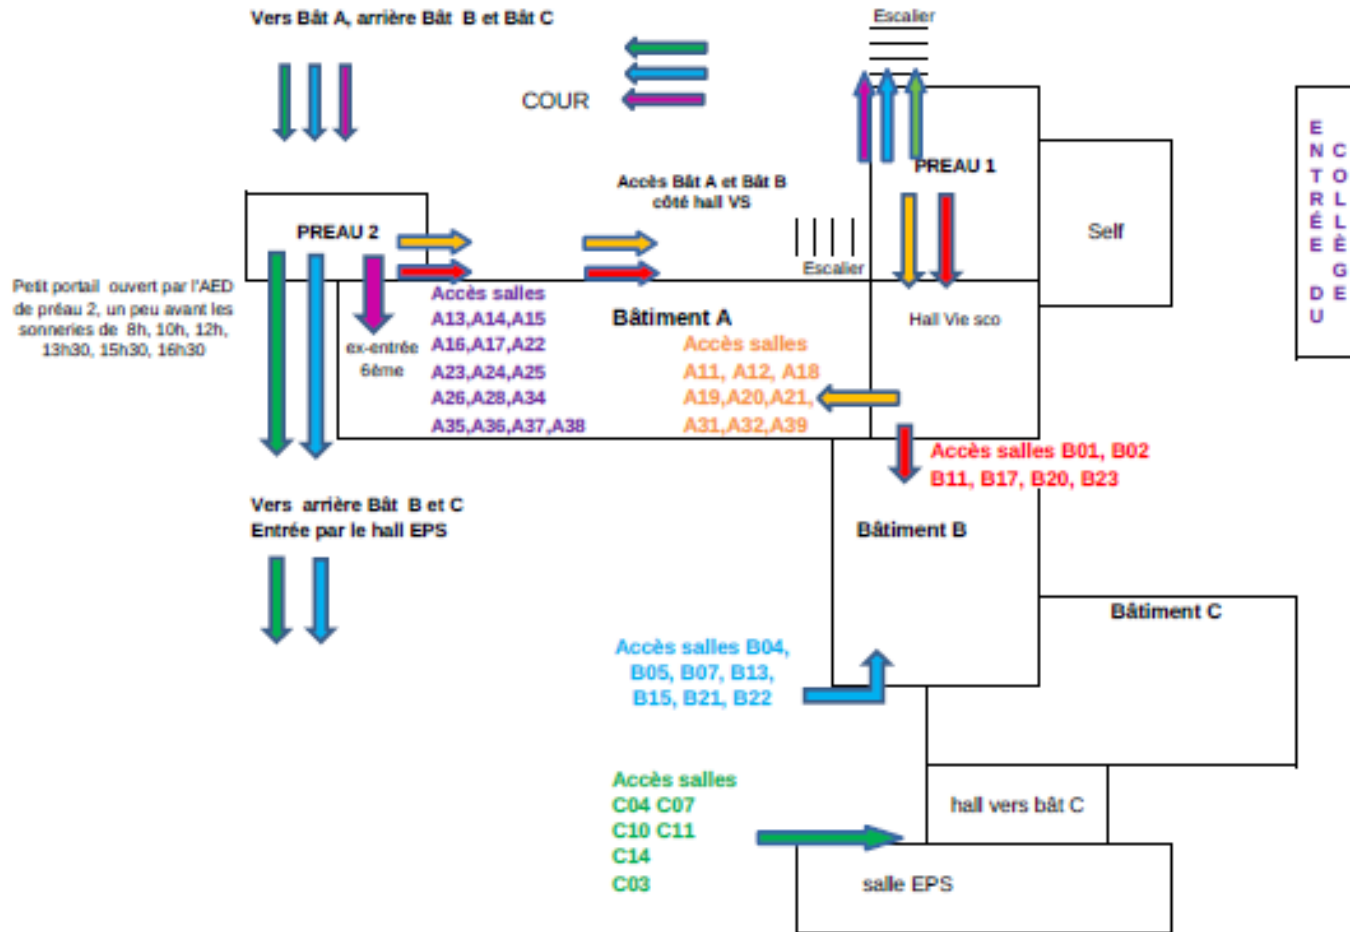 Vers Bât A, arrière Bât B et Bât C
Escalier
COUR
PREAU 1
Accès Bât A et Bât B
côté hall VS
ENTRÉE DU
COLLÈGE
PREAU 2
Self
Escalier
Petit portail ouvert par l'AED
de préau 2, un peu avant les
sonneries de 8h, 10h, 12h,
13h30, 15h30, 16h30
ex-entrée
6ème
Accès salles
A13,A14,A15
A16,A17,A22
A23,A24,A25
A26,A28,A34
A35,A36,A37,A38
Bâtiment A
Accès salles
A11, A12, A18
A19,A20,A21,
A31,A32,A39
Hall Vie sco
Accès salles B01, B02
B11, B17, B20, B23
Vers arrière Bât B et C
Entrée par le hall EPS
Bâtiment B
Bâtiment C
Accès salles B04,
B05, B07, B13,
B15, B21, B22
Accès salles
C04 C07
C10 C11
C14
C03
hall vers bât C
salle EPS